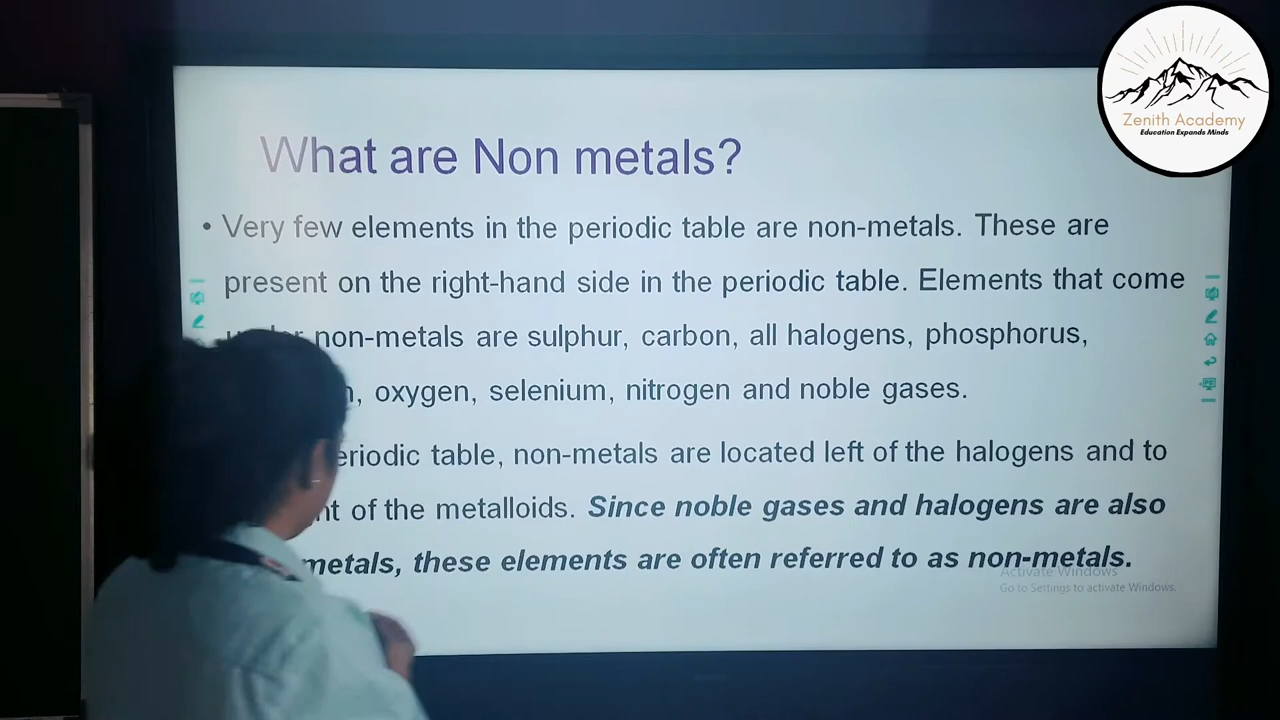 Zenith Academy
Education Expands Minds
What are Non metals?
• Very few elements in the periodic table are non-metals. These are
present on the right-hand side in the periodic table. Elements that come
non-metals are sulphur, carbon, all halogens, phosphorus,
, oxygen, selenium, nitrogen and noble gases.
eriodic table, non-metals are located left of the halogens and to
of the metalloids. Since noble gases and halogens are also
metals, these elements are often referred to as non-metals.
Activate Windows
Go to Settings to activate Windows.